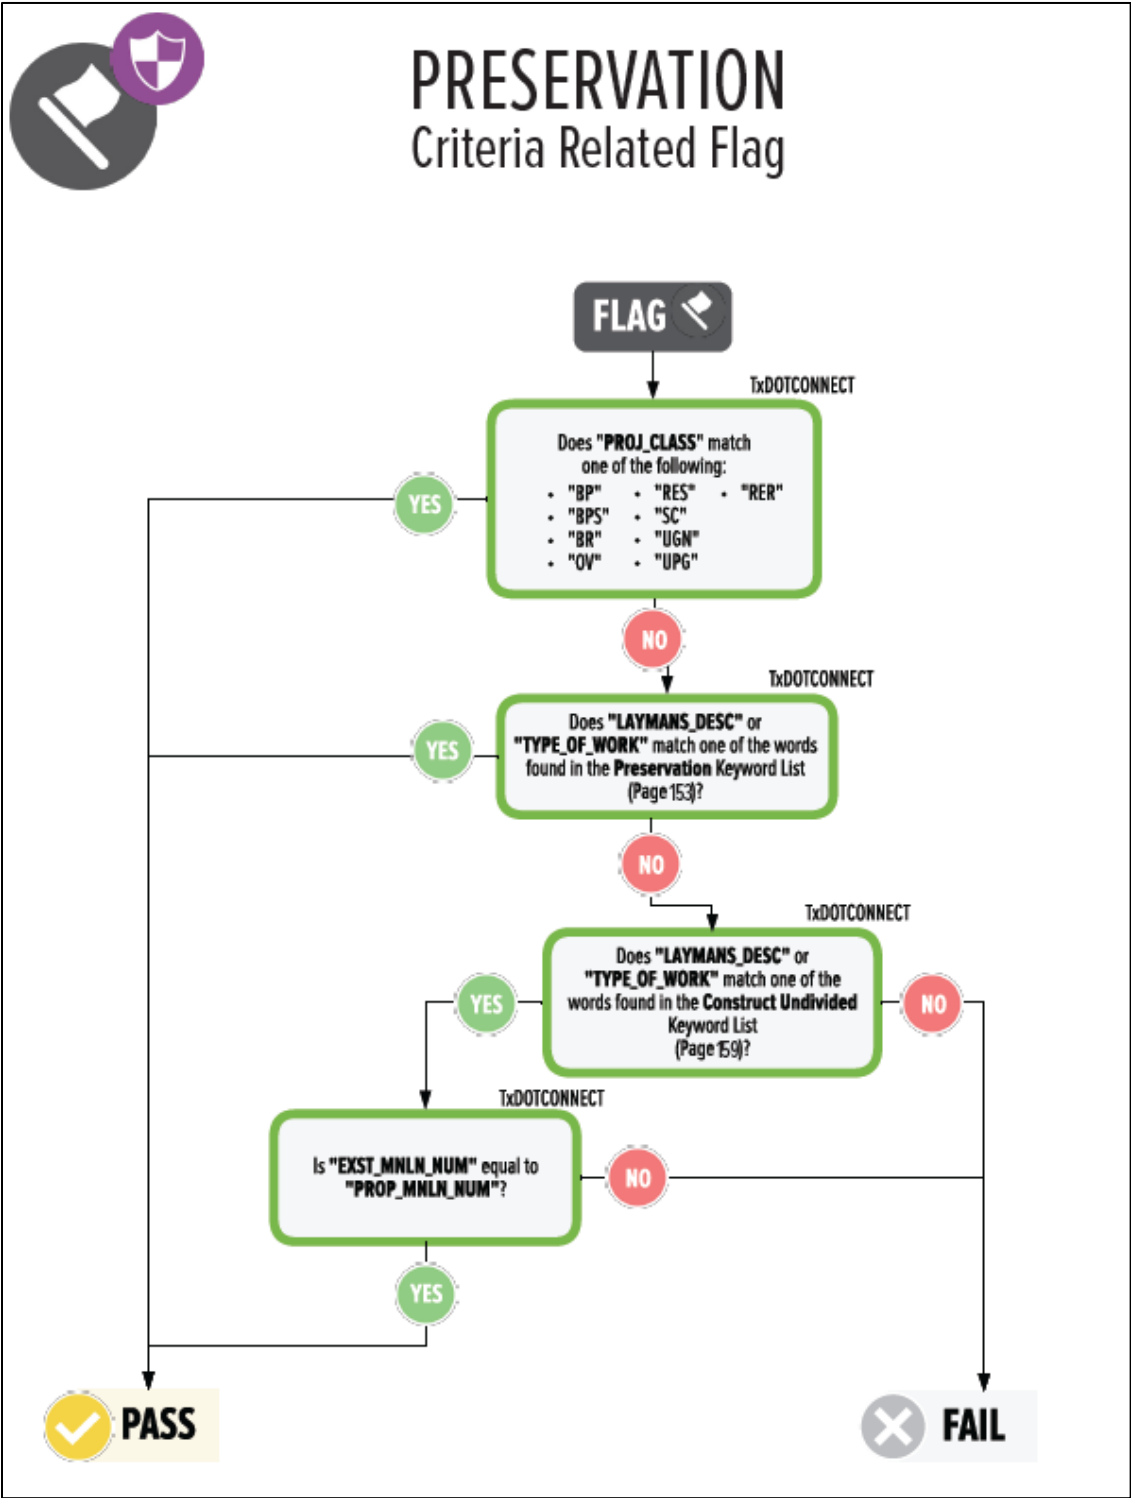 PRESERVATION
Criteria Related Flag
FLAG
TxDOTCONNECT
Does "PROJ_CLASS" match
one of the following:
• "BP" • "RES" • "RER"
• "BPS" • "SC"
• "BR" • "UGN"
• "OV" • "UPG"
YES
NO
TxDOTCONNECT
Does "LAYMANS_DESC" or
"TYPE_OF_WORK" match one of the words
found in the Preservation Keyword List
(Page 153)?
YES
NO
TxDOTCONNECT
Does "LAYMANS_DESC" or
"TYPE_OF_WORK" match one of the
words found in the Construct Undivided
Keyword List
(Page 159)?
YES
NO
TxDOTCONNECT
Is "EXST_MNLN_NUM" equal to
"PROP_MNLN_NUM"?
NO
YES
PASS
FAIL